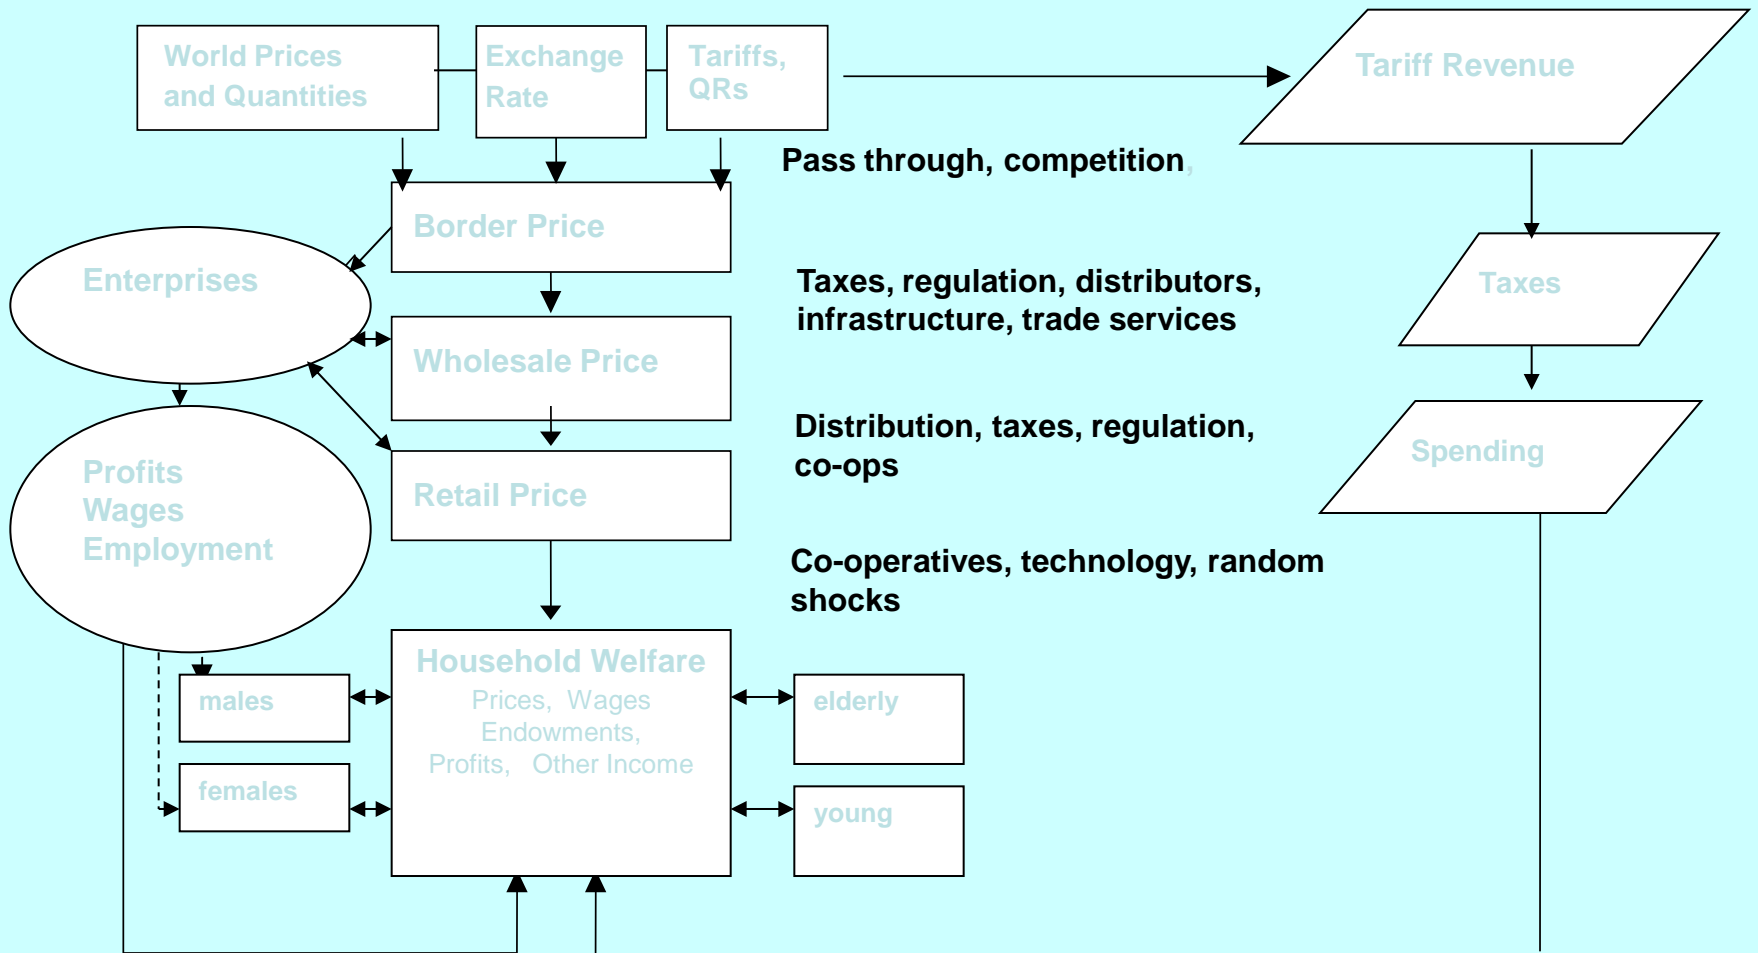 World Prices
and Quantities
Exchange
Rate
Tariffs,
QRs
Tariff Revenue
Pass through, competition,
Border Price
Enterprises
Taxes, regulation, distributors,
infrastructure, trade services
Taxes
Wholesale Price
Distribution, taxes, regulation,
co-ops
Spending
Profits
Wages
Employment
Retail Price
Co-operatives, technology, random
shocks
Household Welfare
Prices, Wages
Endowments,
Profits, Other Income
males
females
elderly
young